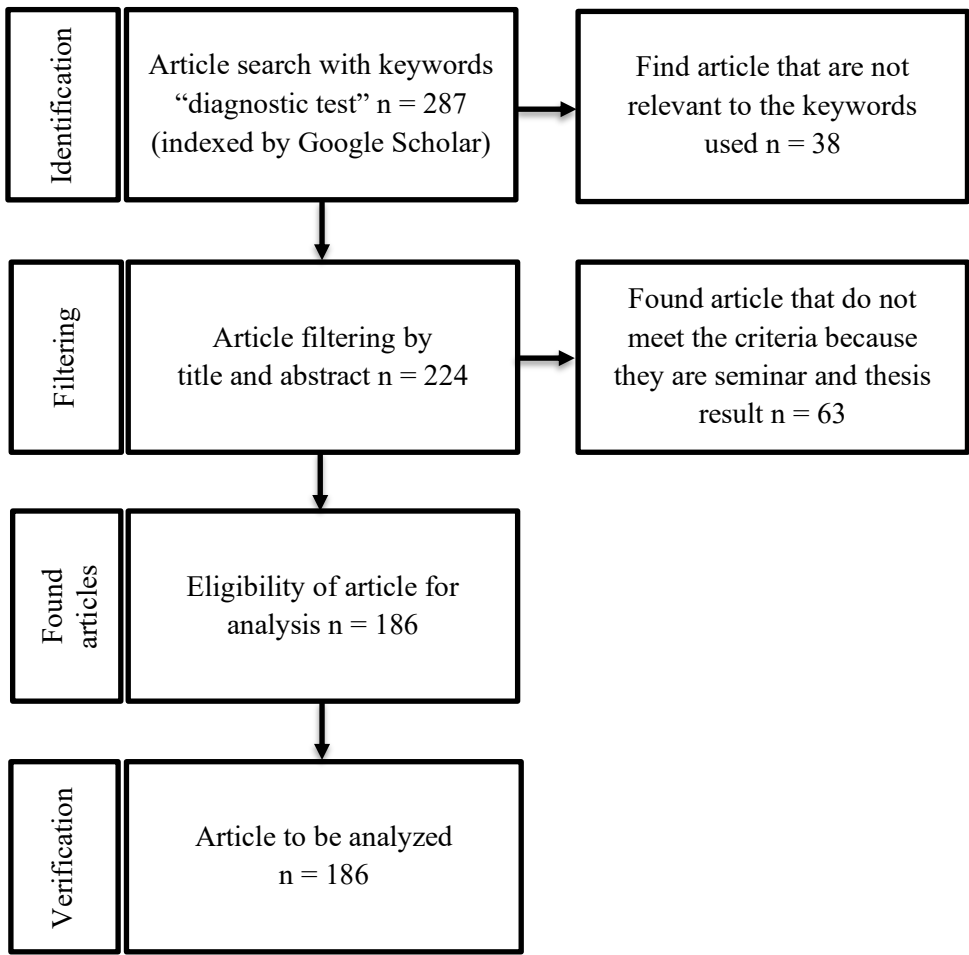 Identification
Article search with keywords
“diagnostic test” n = 287
(indexed by Google Scholar)
Find article that are not
relevant to the keywords
used n = 38
Filtering
Article filtering by
title and abstract n = 224
Found article that do not
meet the criteria because
they are seminar and thesis
result n = 63
Found
articles
Eligibility of article for
analysis n = 186
Verification
Article to be analyzed
n = 186